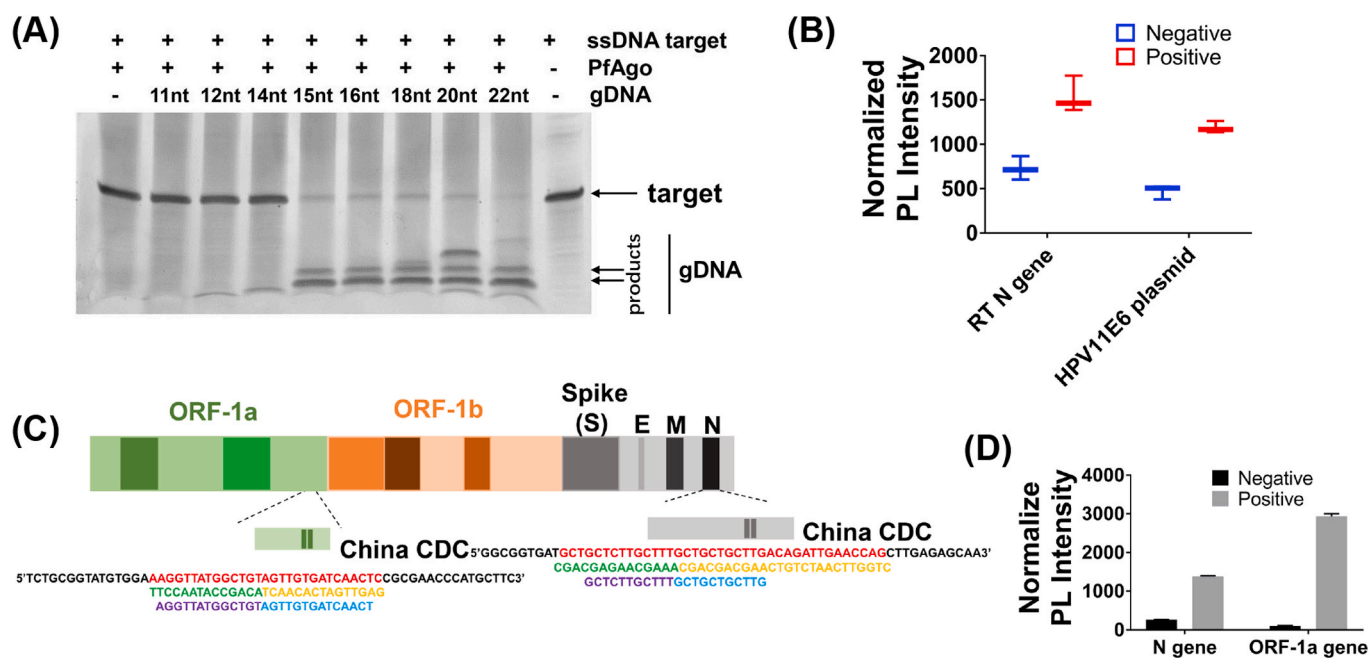 (A)
+ + + + + + + + + + ssDNA target
+ + + + + + + + + - PfAgo
- 11nt 12nt 14nt 15nt 16nt 18nt 20nt 22nt gDNA -
target
products
gDNA
(B)
Negative
Positive
Normalized
PL Intensity
2000
1500
1000
500
0
RT N gene
HPV11E6 plasmid
(C)
ORF-1a
ORF-1b
Spike
(S)
E
M
N
China CDC
5'TCTGCGGTATGTGGAAAGGTTATGGCTGTAGTTGTGATCAACTCCGCGAACCCATGCTTC3'
TTCCAATACCGACATCAACACTAGTTGAG
AGGTTATGGCTGTAGTTGTGATCAACT
China CDC
5'GGCGGTGATGCTGCTCTTGCTTTGCTGCTGCTTGACAGATTGAACCAGCTTGAGAGCAA3'
CGACGAGAACGAAACGACGACGAACTGTCTAACTTGGTC
GCTCTTGCTTTGCTGCTGCTTG
(D)
Negative
Positive
Normalize
PL Intensity
4000
3000
2000
1000
0
N gene
ORF-1a gene